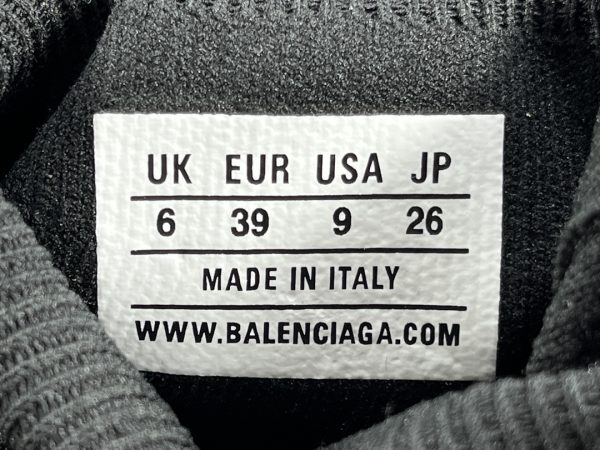 UK EUR USA JP
6 39 9 26
MADE IN ITALY
WWW.BALENCIAGA.COM